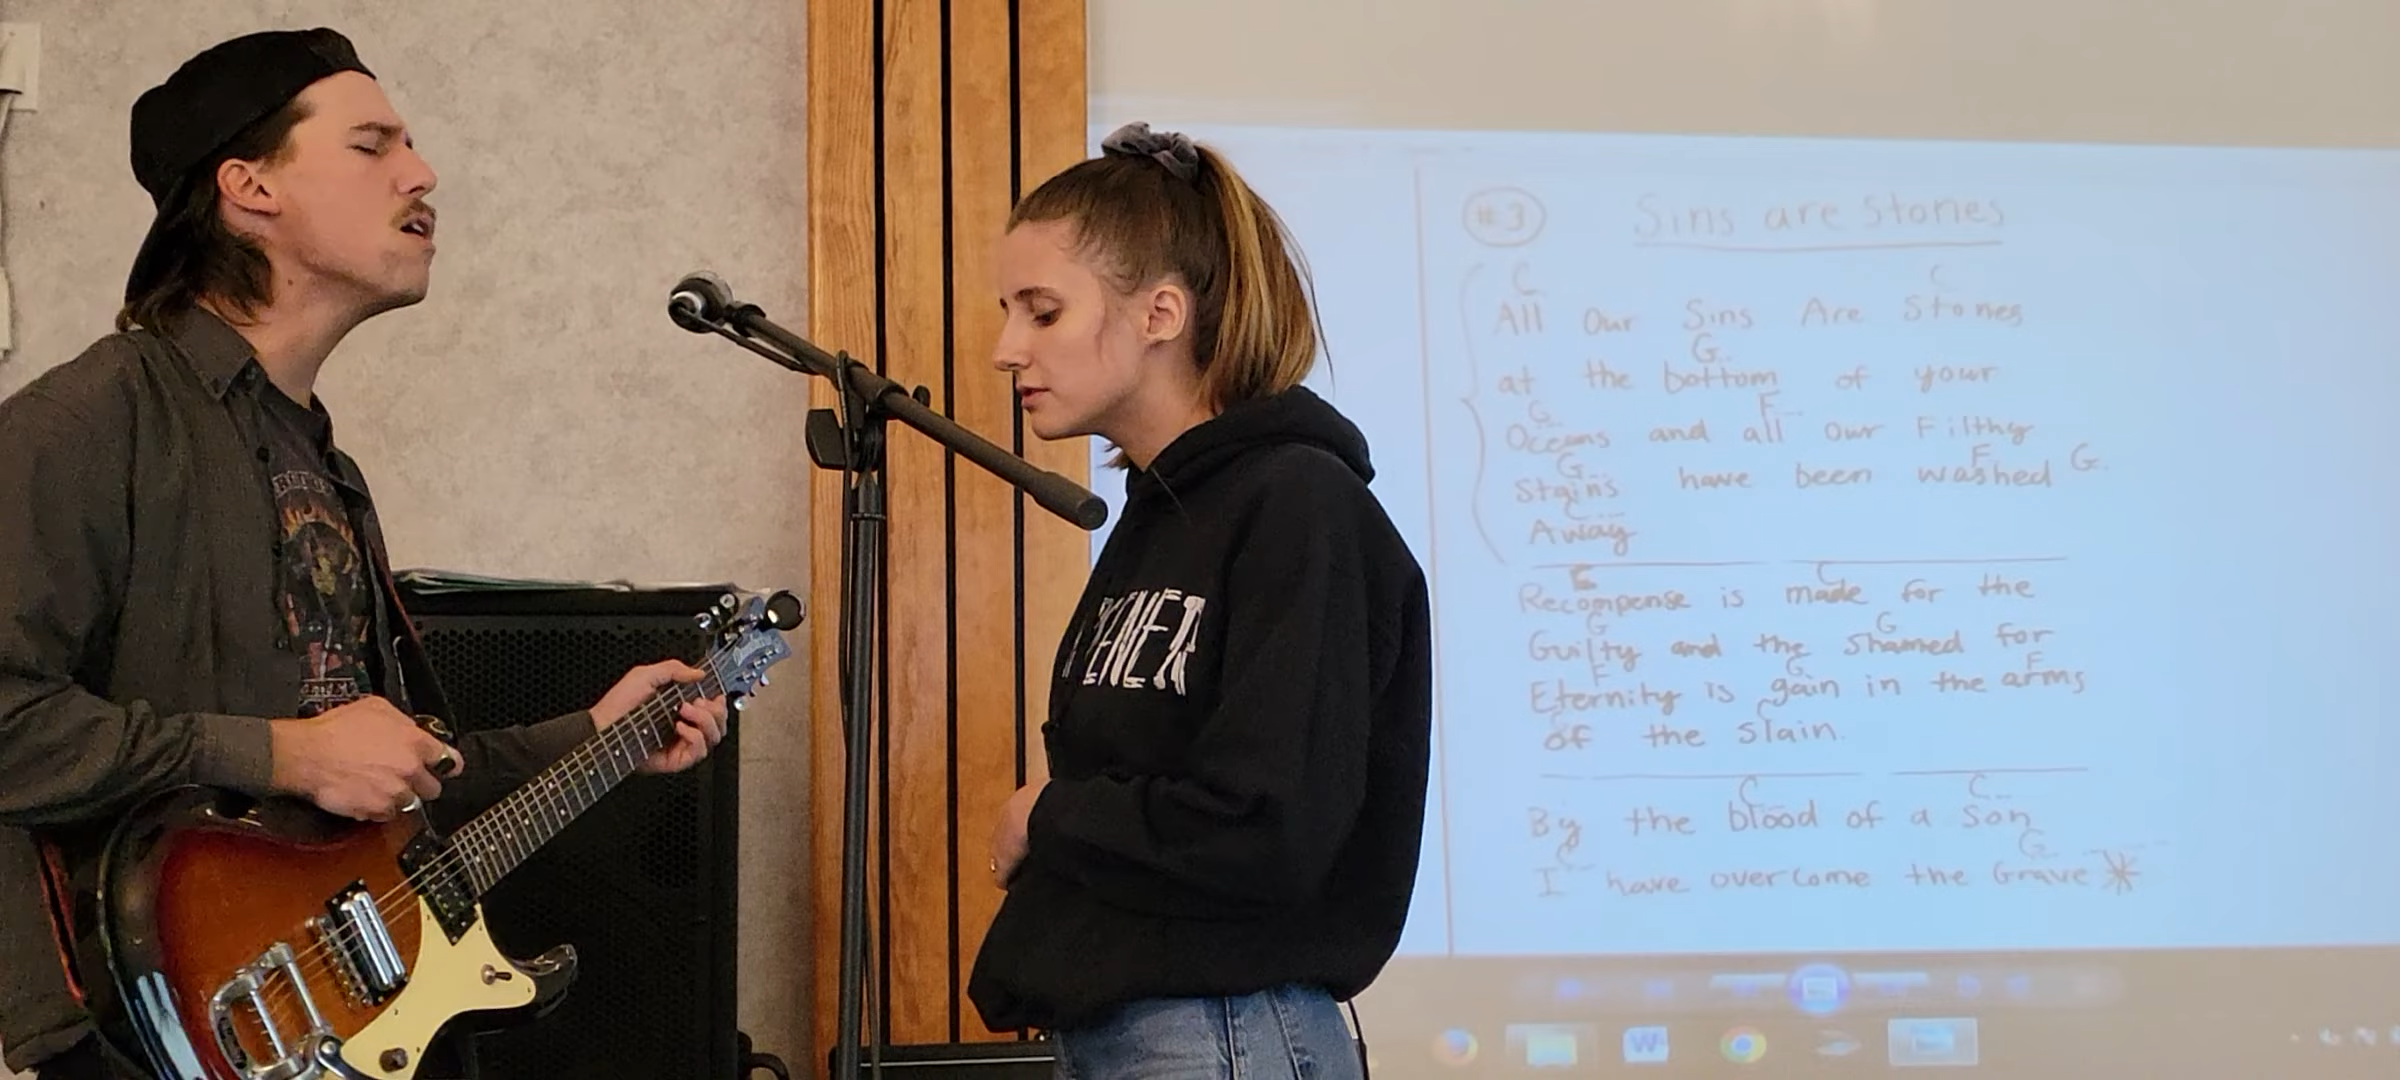 #3 Sins are Stones
C C
All Our Sins Are Stones
G
at the bottom of your
G F
Oceans and all our Filthy
G F G
Stains have been washed
C
Away
C
Recompense is made for the
G G
Guilty and the Shamed for
F G F
Eternity is gain in the arms
C C
of the slain.
C C
By the blood of a Son
C G
I have overcome the Grave *
ENER
W